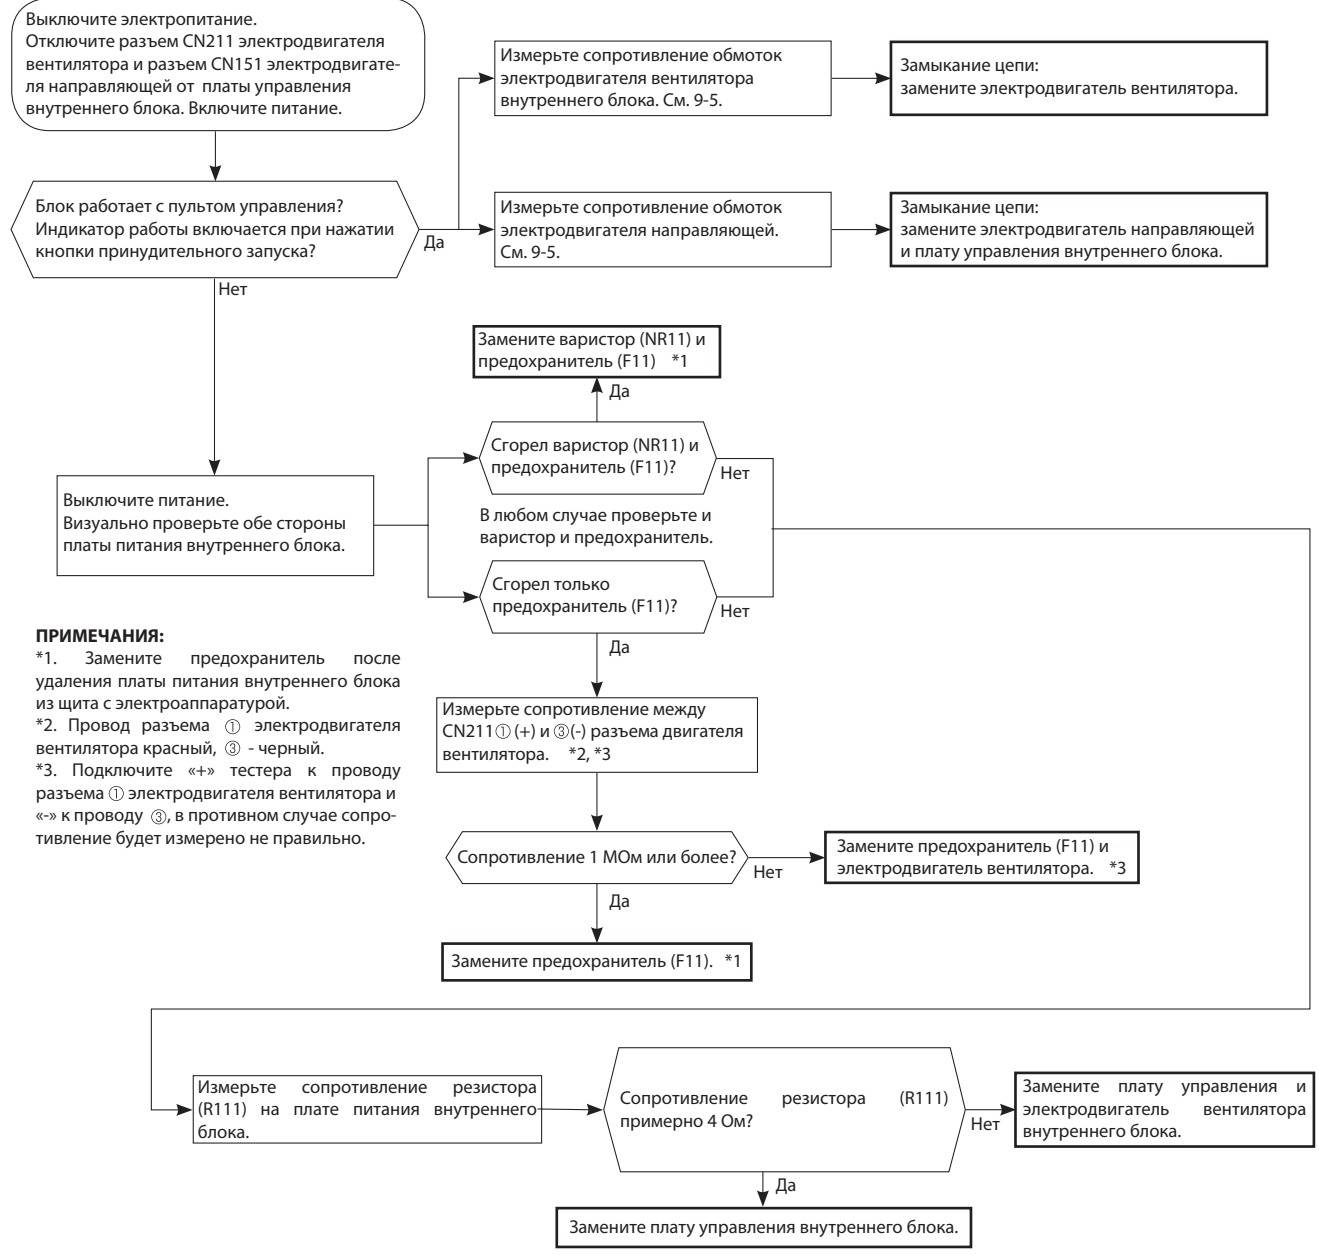 Выключите электропитание.
Отключите разъем CN211 электродвигателя
вентилятора и разъем CN151 электродвигате-
ля направляющей от платы управления
внутреннего блока. Включите питание.
Измерьте сопротивление обмоток
электродвигателя вентилятора
внутреннего блока. См. 9-5.
Замыкание цепи:
замените электродвигатель вентилятора.
Блок работает с пультом управления?
Индикатор работы включается при нажатии
кнопки принудительного запуска?
Да
Измерьте сопротивление обмоток
электродвигателя направляющей.
См. 9-5.
Замыкание цепи:
замените электродвигатель направляющей
и плату управления внутреннего блока.
Нет
Замените варистор (NR11) и
предохранитель (F11) *1
Да
Сгорел варистор (NR11) и
предохранитель (F11)?
Нет
Выключите питание.
Визуально проверьте обе стороны
платы питания внутреннего блока.
В любом случае проверьте и
варистор и предохранитель.
Сгорел только
предохранитель (F11)?
Нет
Да
ПРИМЕЧАНИЯ:
*1. Замените предохранитель после
удаления платы питания внутреннего блока
из щита с электроаппаратурой.
*2. Провод разъема ① электродвигателя
вентилятора красный, ③ - черный.
*3. Подключите «+» тестера к проводу
разъема ① электродвигателя вентилятора и
«-» к проводу ③, в противном случае сопро-
тивление будет измерено не правильно.
Измерьте сопротивление между
CN211① (+) и ③(-) разъема двигателя
вентилятора. *2, *3
Сопротивление 1 МОм или более?
Нет
Замените предохранитель (F11) и
электродвигатель вентилятора. *3
Да
Замените предохранитель (F11). *1
Измерьте сопротивление резистора
(R111) на плате питания внутреннего
блока.
Сопротивление резистора (R111)
примерно 4 Ом?
Нет
Замените плату управления и
электродвигатель вентилятора
внутреннего блока.
Да
Замените плату управления внутреннего блока.